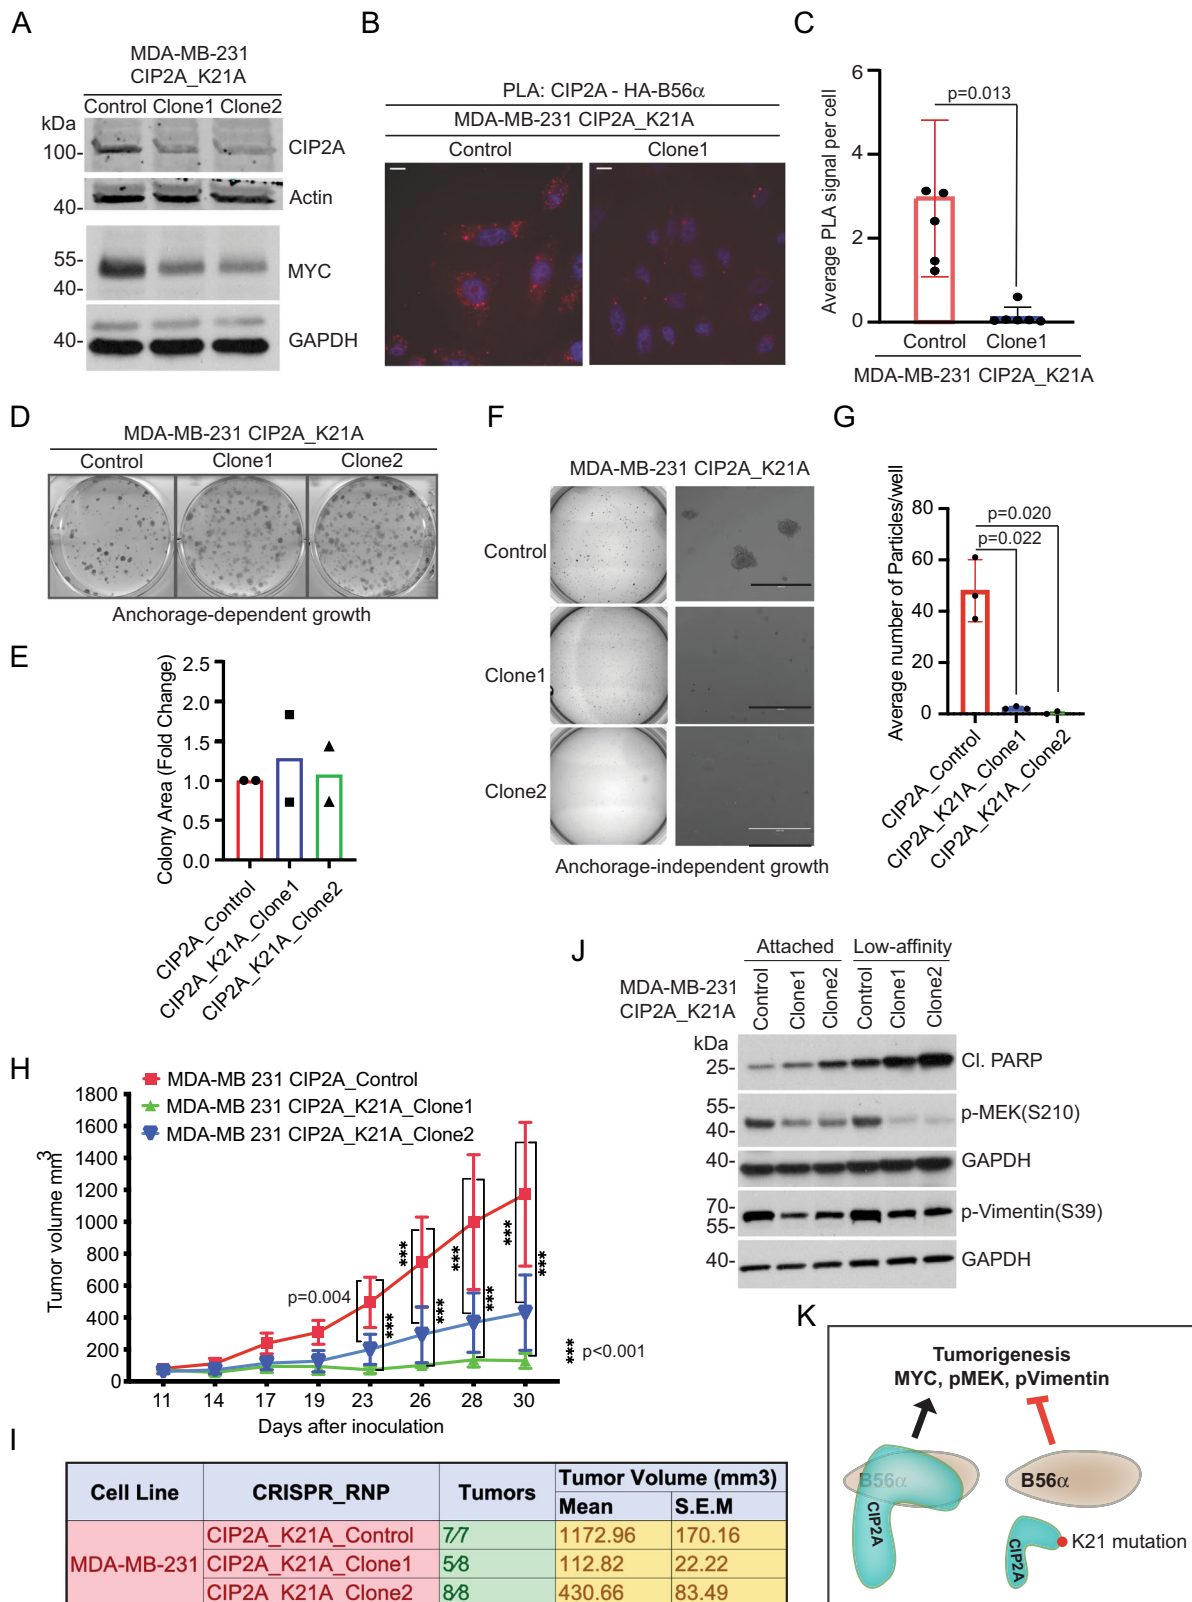 A
MDA-MB-231
CIP2A_K21A
Control Clone1 Clone2
kDa
100-
CIP2A
40-
Actin
55-
40-
MYC
40-
GAPDH
B
PLA: CIP2A - HA-B56α
MDA-MB-231 CIP2A_K21A
Control Clone1
C
Average PLA signal per cell
6
4
2
0
p=0.013
Control Clone1
MDA-MB-231 CIP2A_K21A
D
MDA-MB-231 CIP2A_K21A
Control Clone1 Clone2
Anchorage-dependent growth
E
Colony Area (Fold Change)
2.5
2.0
1.5
1.0
0.5
0.0
CIP2A_Control
CIP2A_K21A_Clone1
CIP2A_K21A_Clone2
F
MDA-MB-231 CIP2A_K21A
Control
Clone1
Clone2
Anchorage-independent growth
G
Average number of Particles/well
80
60
40
20
0
p=0.020
p=0.022
CIP2A_Control
CIP2A_K21A_Clone1
CIP2A_K21A_Clone2
H
MDA-MB 231 CIP2A_Control
MDA-MB 231 CIP2A_K21A_Clone1
MDA-MB 231 CIP2A_K21A_Clone2
Tumor volume mm3
1800
1600
1400
1200
1000
800
600
400
200
0
p=0.004
***
***
***
***
***
***
***
*** p<0.001
11 14 17 19 23 26 28 30
Days after inoculation
I
Cell Line CRISPR_RNP Tumors Tumor Volume (mm3)
Mean S.E.M
MDA-MB-231
CIP2A_K21A_Control 7/7 1172.96 170.16
CIP2A_K21A_Clone1 5/8 112.82 22.22
CIP2A_K21A_Clone2 8/8 430.66 83.49
J
Attached Low-affinity
MDA-MB-231
CIP2A_K21A
Control Clone1 Clone2 Control Clone1 Clone2
kDa
25-
Cl. PARP
55-
40-
p-MEK(S210)
40-
GAPDH
70-
55-
p-Vimentin(S39)
40-
GAPDH
K
Tumorigenesis
MYC, pMEK, pVimentin
B56α
CIP2A
B56α
CIP2A
K21 mutation